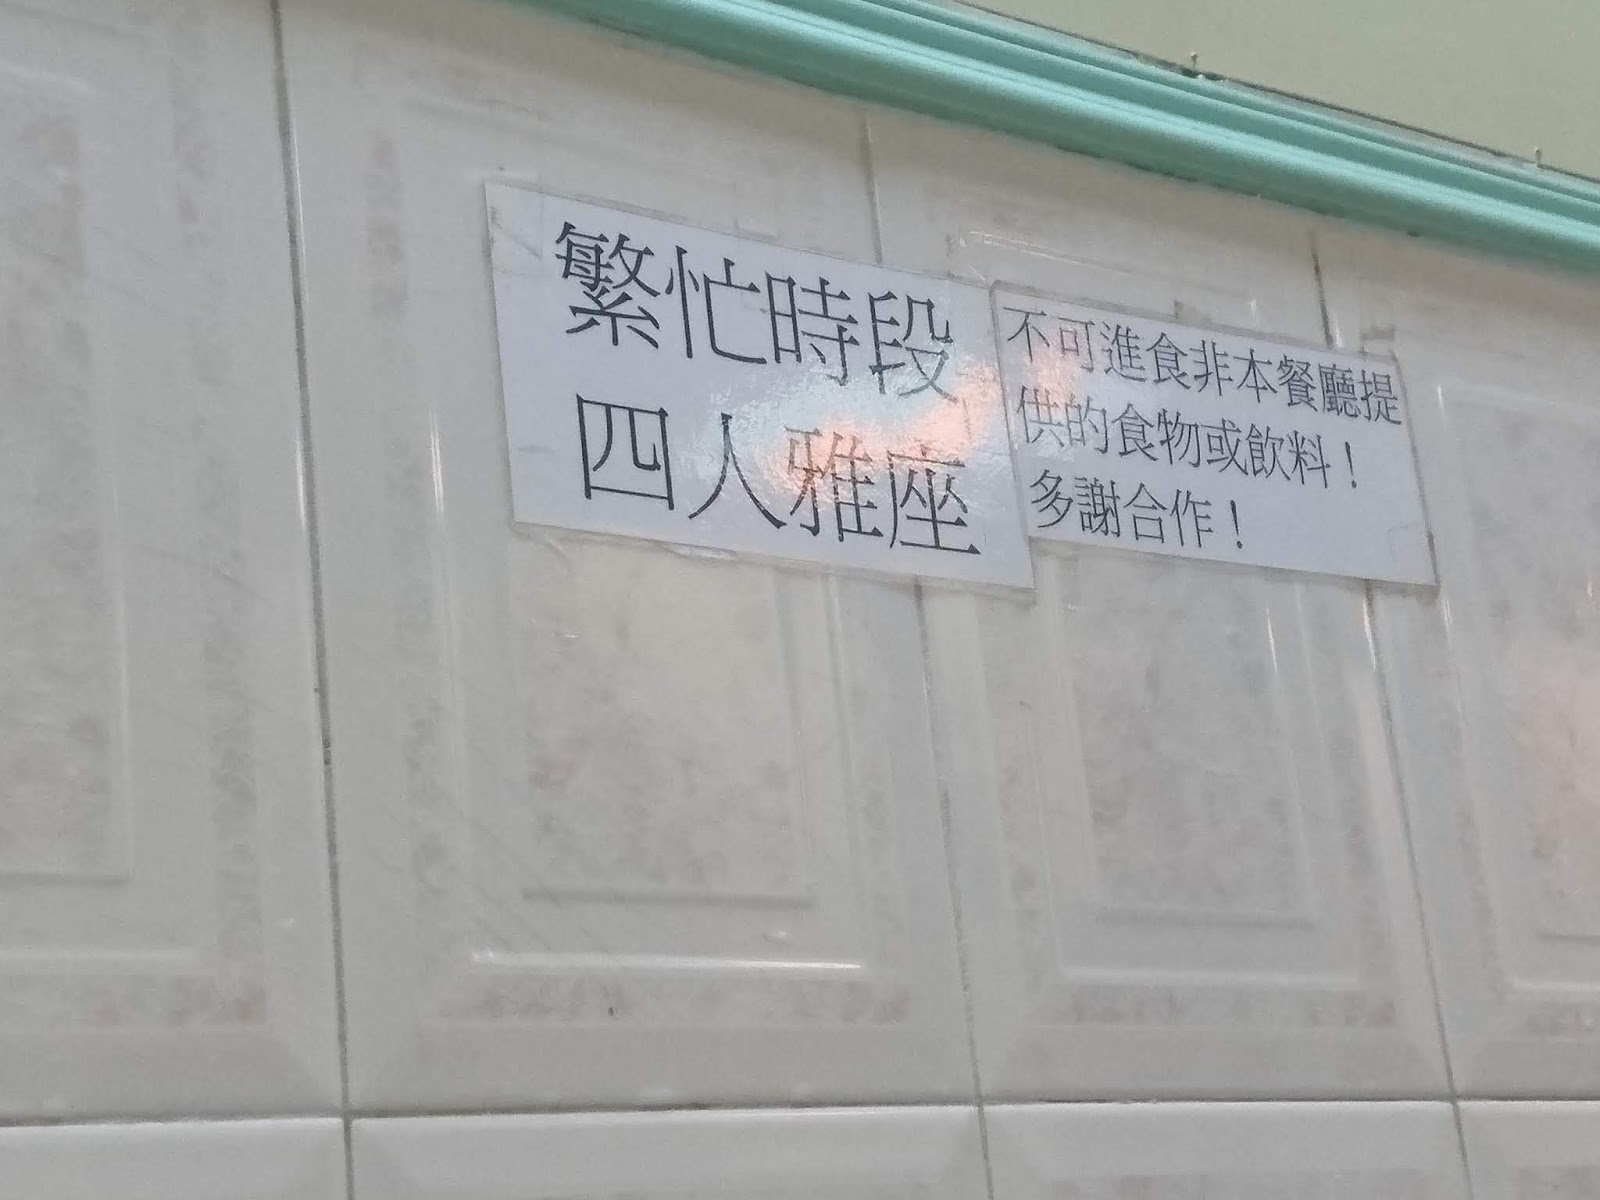 繁忙時段
四人雅座
不可進食非本餐廳提
供的食物或飲料！
多謝合作！